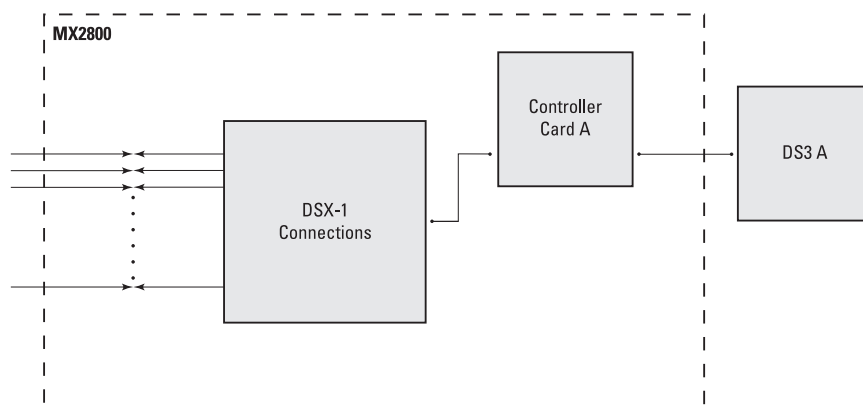 MX2800
Controller
Card A
DS3 A
DSX-1
Connections